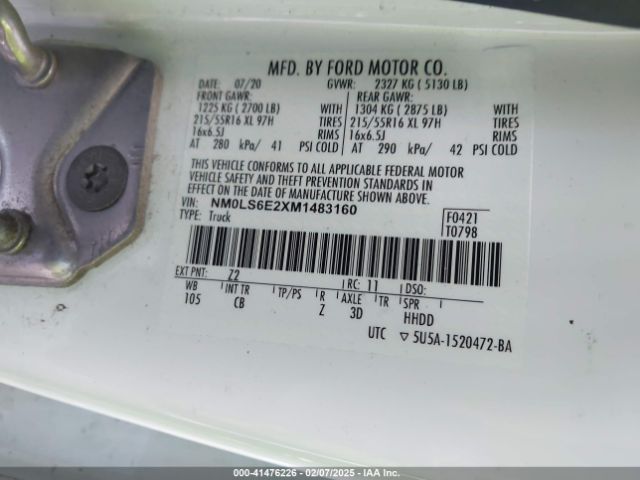 MFD. BY FORD MOTOR CO.
DATE: 07/20 GVWR: 2327 KG ( 5130 LB)
FRONT GAWR: REAR GAWR:
1225 KG ( 2700 LB) WITH 1304 KG ( 2875 LB) WITH
215/55R16 XL 97H TIRES 215/55R16 XL 97H TIRES
16x6.5J RIMS 16x6.5J RIMS
AT 280 kPa/ 41 PSI COLD AT 290 kPa/ 42 PSI COLD
THIS VEHICLE CONFORMS TO ALL APPLICABLE FEDERAL MOTOR
VEHICLE SAFETY AND THEFT PREVENTION STANDARDS IN
EFFECT ON THE DATE OF MANUFACTURE SHOWN ABOVE.
VIN: NM0LS6E2XM1483160 F0421
TYPE: Truck T0798
EXT PNT: Z2 RC: 11 DSO:
WB INT TR TP/PS R AXLE TR SPR
105 CB Z 3D HHDD
UTC ▽ 5U5A-1520472-BA
000-41476226 - 02/07/2025 - IAA Inc.